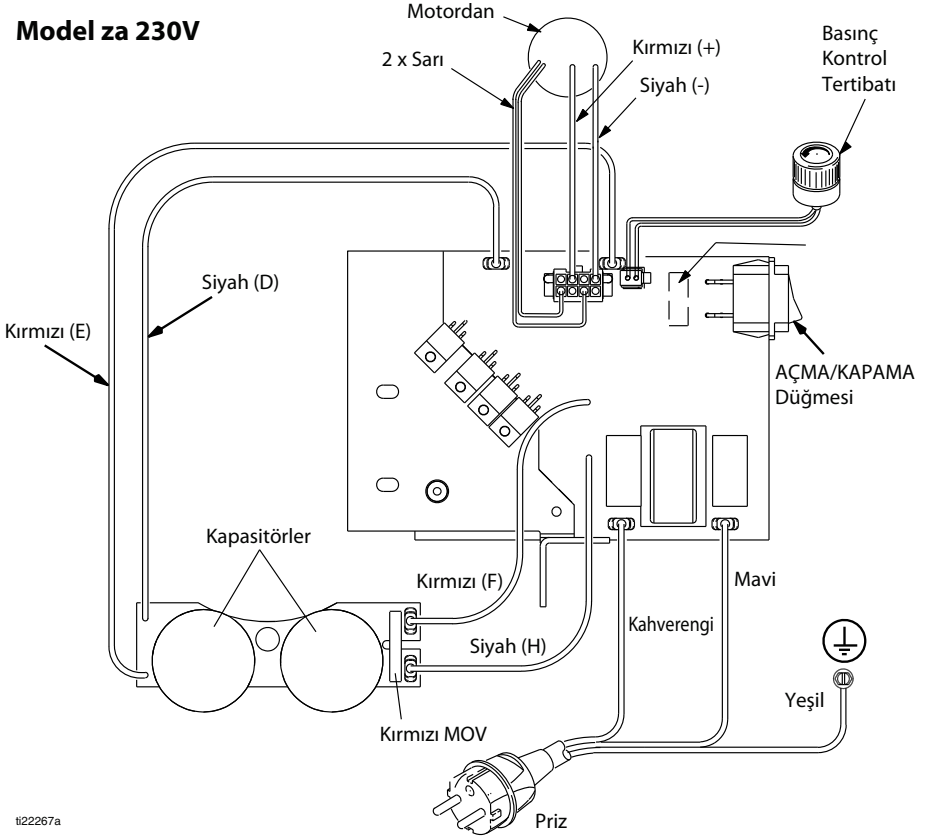 Model za 230V
Motordan
2 x Sarı
Kırmızı (+)
Siyah (-)
Basınç
Kontrol
Tertibatı
Siyah (D)
Kırmızı (E)
AÇMA/KAPAMA
Düğmesi
Kapasitörler
Kırmızı (F)
Mavi
Kahverengi
Siyah (H)
Yeşil
Kırmızı MOV
Priz
ti22267a